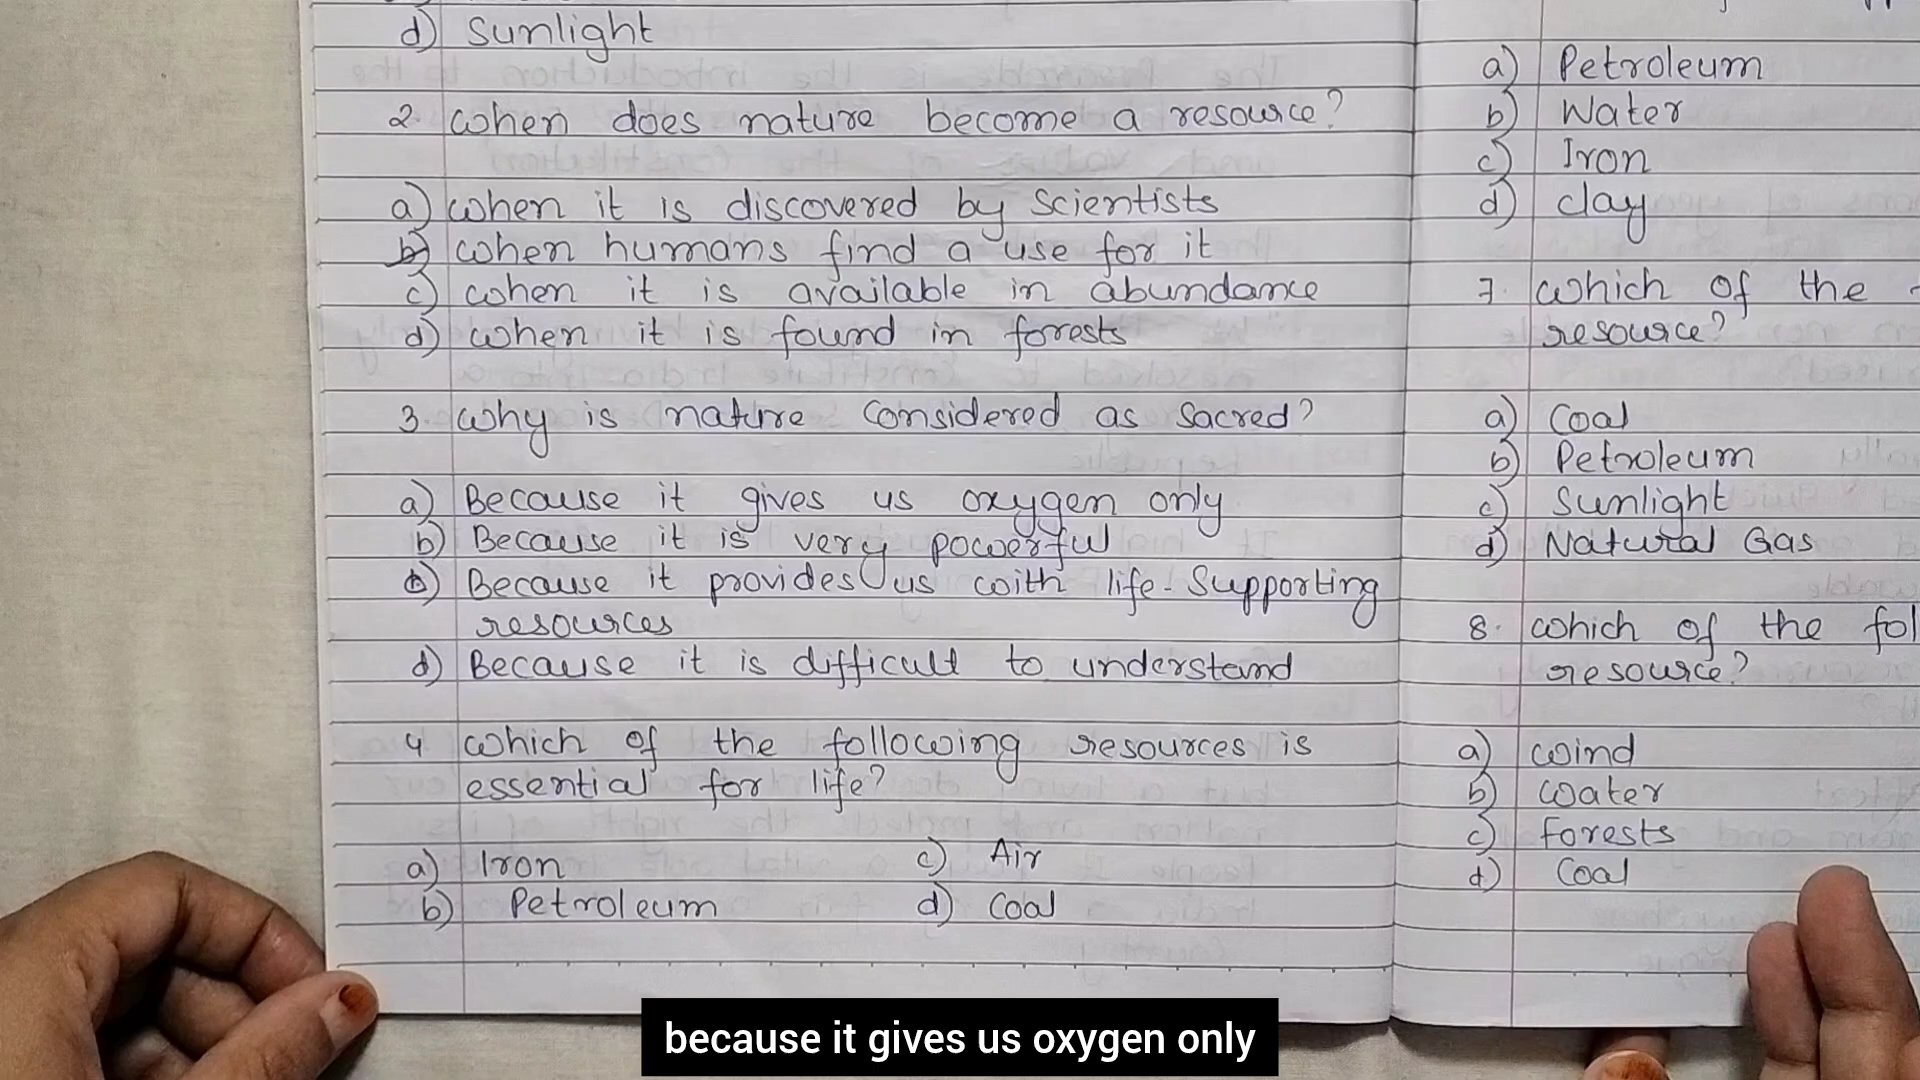 d) Sunlight
2. When does nature become a resource?
a) When it is discovered by Scientists
b) When humans find a use for it
c) When it is available in abundance
d) When it is found in forests
3. Why is nature Considered as Sacred?
a) Because it gives us oxygen only
b) Because it is very powerful
c) Because it provides us with life-Supporting
resources
d) Because it is difficult to understand
4 Which of the following resources is
essential for life?
a) Iron
c) Air
b) Petroleum
d) Coal
a) Petroleum
b) Water
c) Iron
d) clay
7. Which of the
resource?
a) Coal
b) Petroleum
c) Sunlight
d) Natural Gas
8. Which of the fol
resource?
a) Wind
b) Water
c) Forests
d) Coal
because it gives us oxygen only